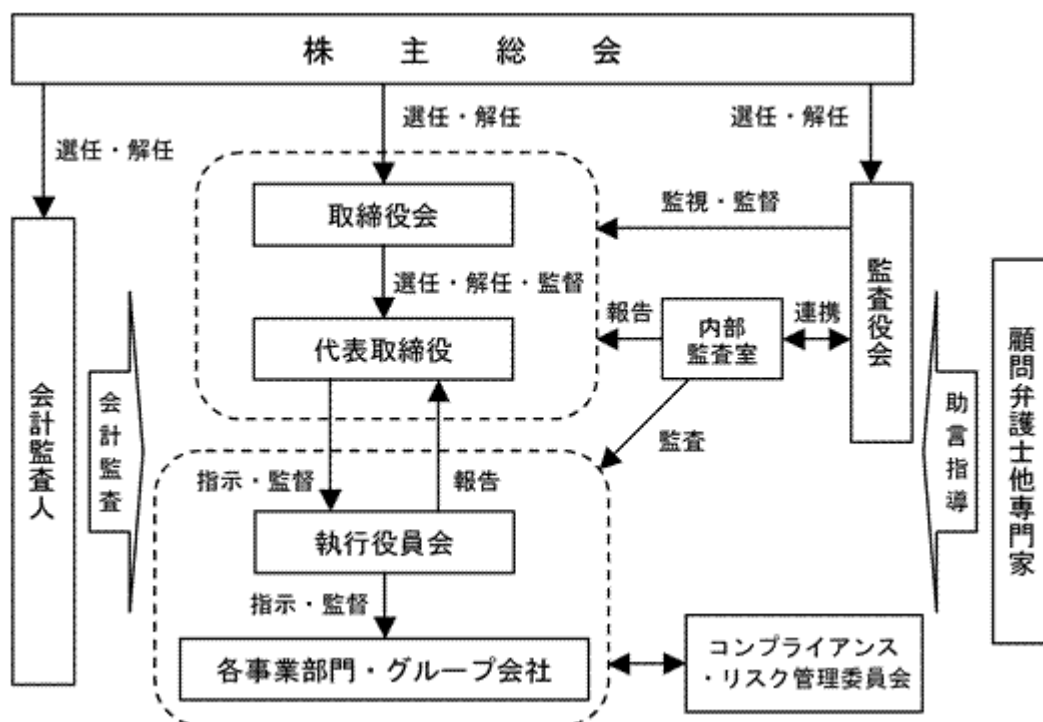 株主総会
選任・解任
選任・解任
選任・解任
取締役会
監視・監督
選任・解任・監督
代表取締役
報告
内部
監査室
連携
監査役会
顧問弁護士他専門家
会計監査人
会計監査
助言指導
監査
指示・監督
報告
執行役員会
指示・監督
各事業部門・グループ会社
コンプライアンス
・リスク管理委員会